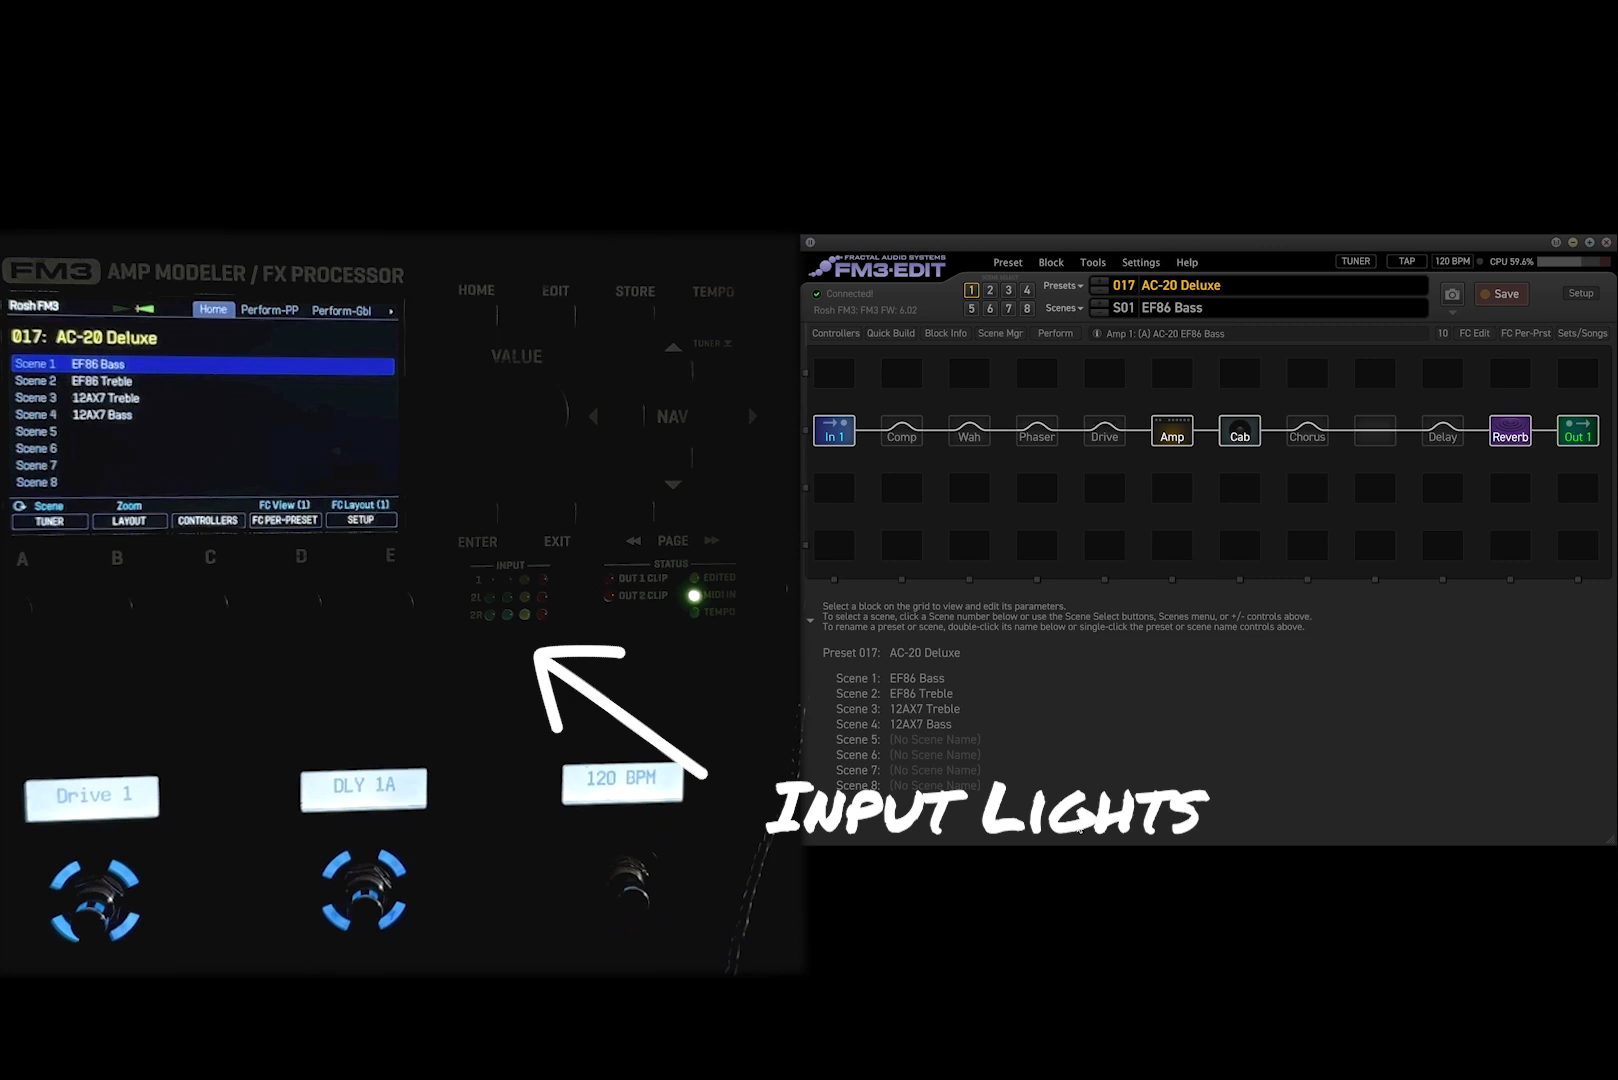 FM3 AMP MODELER / FX PROCESSOR
Rosh FM3
Home
Perform-PP
Perform-Gbl
017: AC-20 Deluxe
Scene 1 EF86 Bass
Scene 2 EF86 Treble
Scene 3 12AX7 Treble
Scene 4 12AX7 Bass
Scene 5
Scene 6
Scene 7
Scene 8
Scene Zoom FC View (1) FC Layout (1)
TUNER LAYOUT CONTROLLERS FC PER-PRESET SETUP
A B C D E
HOME EDIT STORE TEMPO
TUNER
VALUE
NAV
ENTER EXIT PAGE
INPUT
1
2L
2R
STATUS
OUT 1 CLIP EDITED
OUT 2 CLIP MIDI IN
TEMPO
Drive 1
DLY 1A
120 BPM
INPUT LIGHTS
FRACTAL AUDIO SYSTEMS
FM3-EDIT
Preset Block Tools Settings Help
TUNER TAP 120 BPM CPU 59.6%
Connected!
Rosh FM3: FM3 FW: 6.02
SCENE SELECT
1 2 3 4
5 6 7 8
Presets 017 AC-20 Deluxe
Scenes S01 EF86 Bass
Save
Setup
Controllers Quick Build Block Info Scene Mgr Perform
Amp 1: (A) AC-20 EF86 Bass
10 FC Edit FC Per-Prst Sets/Songs
In 1 Comp Wah Phaser Drive Amp Cab Chorus Delay Reverb Out 1
Select a block on the grid to view and edit its parameters.
To select a scene, click a Scene number below or use the Scene Select buttons, Scenes menu, or +/- controls above.
To rename a preset or scene, double-click its name below or single-click the preset or scene name controls above.
Preset 017: AC-20 Deluxe
Scene 1: EF86 Bass
Scene 2: EF86 Treble
Scene 3: 12AX7 Treble
Scene 4: 12AX7 Bass
Scene 5: (No Scene Name)
Scene 6: (No Scene Name)
Scene 7: (No Scene Name)
Scene 8: (No Scene Name)